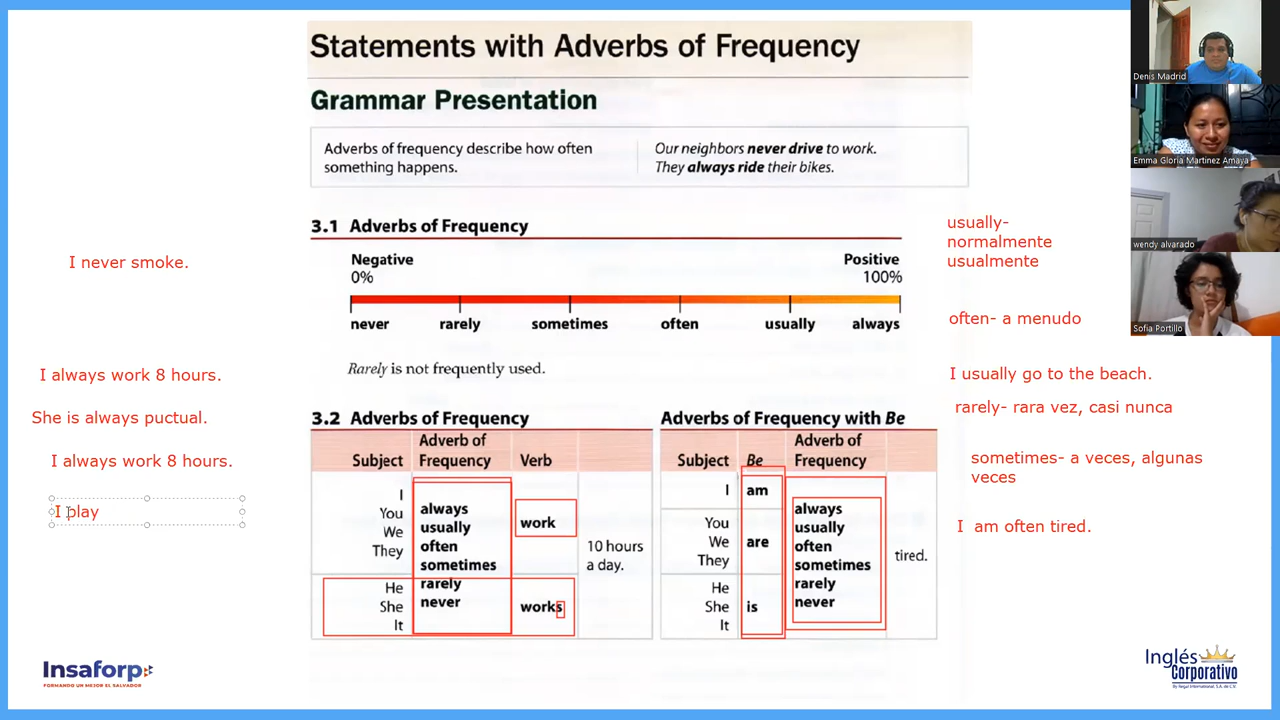 Statements with Adverbs of Frequency
Grammar Presentation
Adverbs of frequency describe how often
something happens.
Our neighbors never drive to work.
They always ride their bikes.
3.1 Adverbs of Frequency
Negative
0%
Positive
100%
never rarely sometimes often usually always
Rarely is not frequently used.
3.2 Adverbs of Frequency
Subject
Adverb of
Frequency
Verb
I
You
We
They
He
She
It
always
usually
often
sometimes
rarely
never
work
works
10 hours
a day.
Adverbs of Frequency with Be
Subject
Be
Adverb of
Frequency
I
You
We
They
He
She
It
am
are
is
always
usually
often
sometimes
rarely
never
tired.
I never smoke.
I always work 8 hours.
She is always puctual.
I always work 8 hours.
I play
usually-
normalmente
usualmente
often- a menudo
I usually go to the beach.
rarely- rara vez, casi nunca
sometimes- a veces, algunas
veces
I am often tired.
Denis Madrid
Emma Gloria Martinez Amaya
wendy alvarado
Sofia Portillo
Insaforp
FORMANDO UN MEJOR EL SALVADOR
Inglés
Corporativo